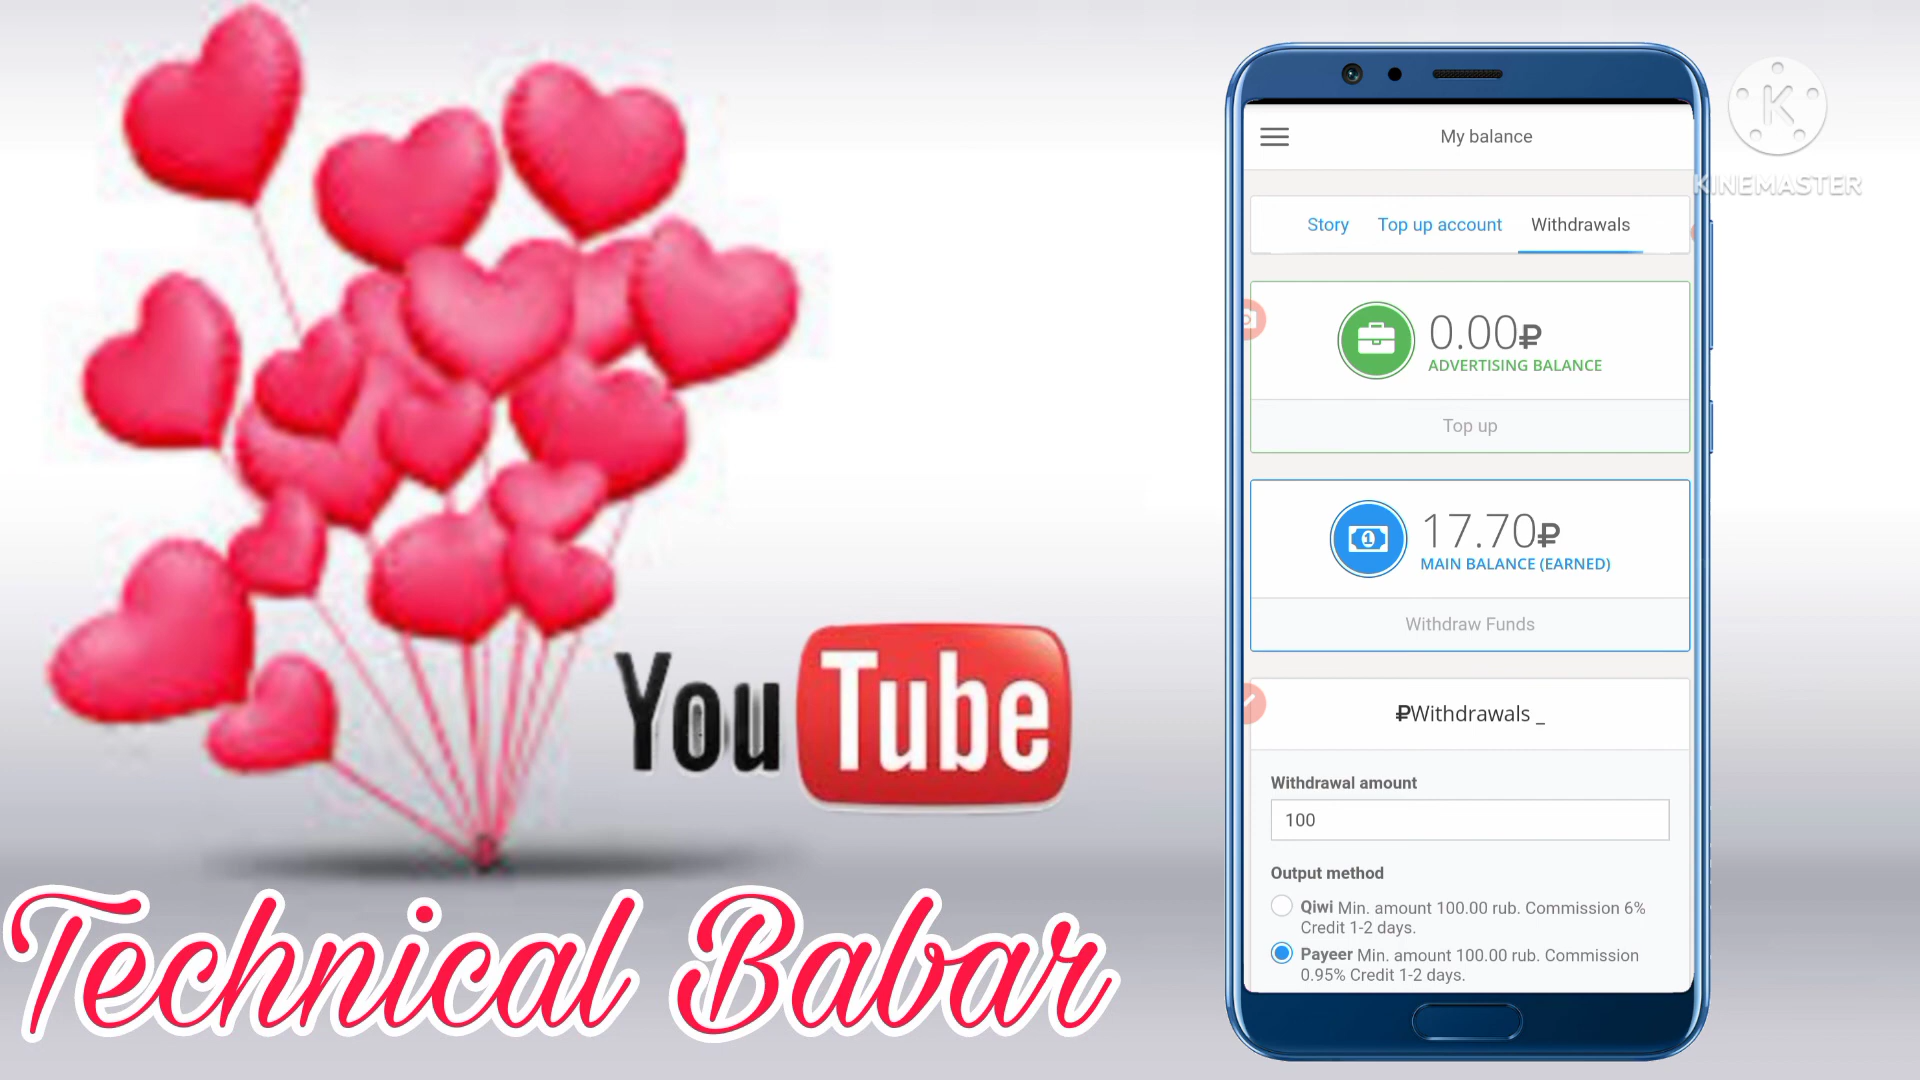 My balance
KINEMASTER
Story Top up account Withdrawals
0.00₽
ADVERTISING BALANCE
Top up
17.70₽
MAIN BALANCE (EARNED)
Withdraw Funds
₽Withdrawals _
Withdrawal amount
100
Output method
Qiwi Min. amount 100.00 rub. Commission 6%
Credit 1-2 days.
Payeer Min. amount 100.00 rub. Commission
0.95% Credit 1-2 days.
YouTube
Technical Babar